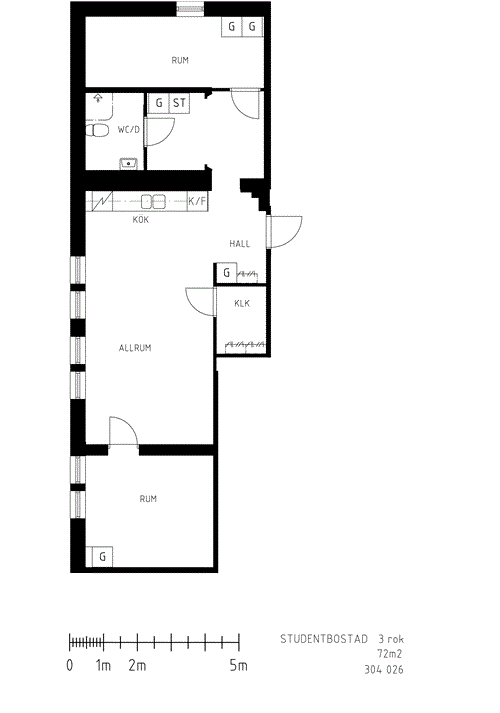 G G
RUM
G ST
WC/D
K/F
KÖK
HALL
G
KLK
ALLRUM
RUM
G
0 1m 2m 5m
STUDENTBOSTAD 3 rok
72m2
304 026